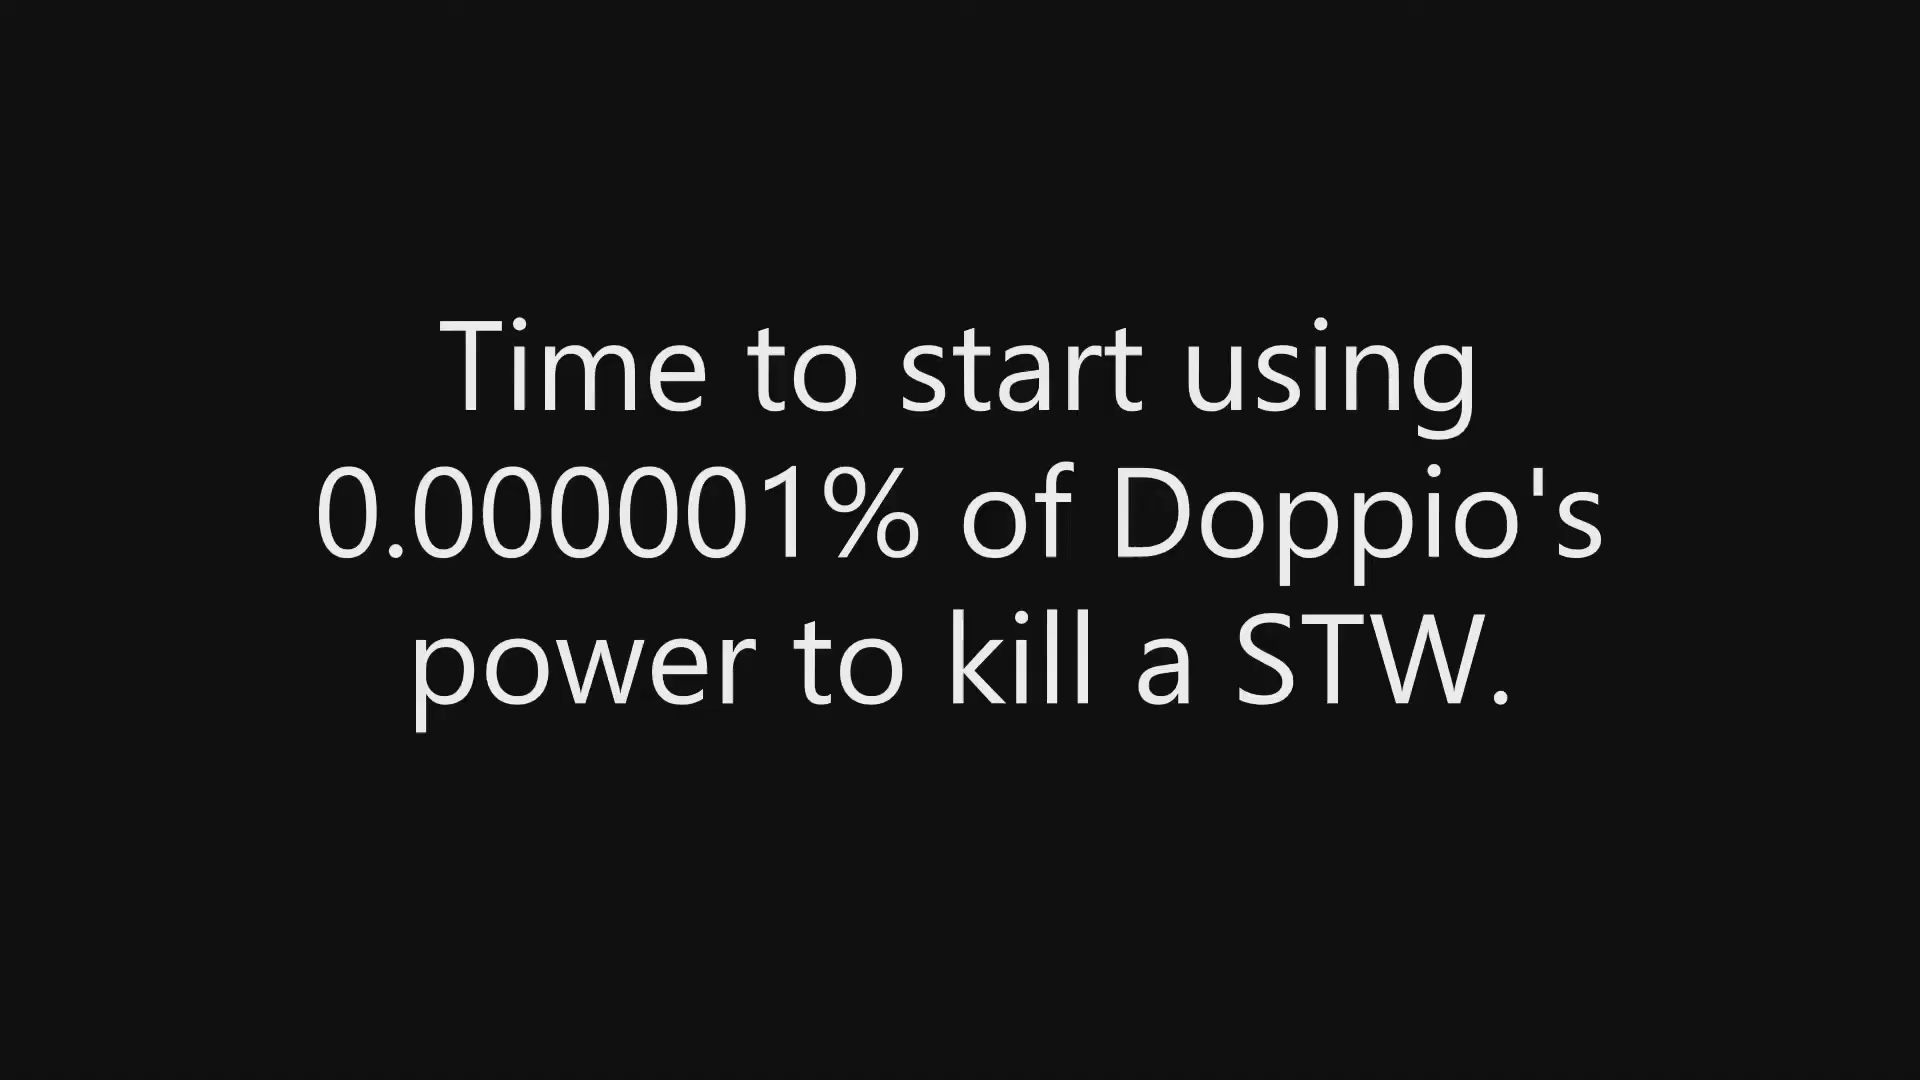 Time to start using
0.000001% of Doppio's
power to kill a STW.